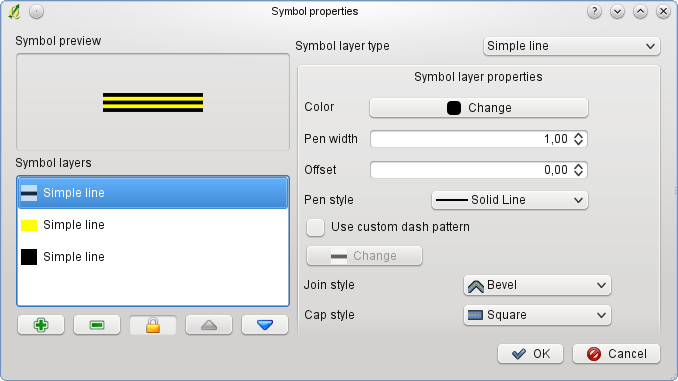 Symbol properties
Symbol preview
Symbol layers
Simple line
Simple line
Simple line
Symbol layer type
Simple line
Symbol layer properties
Color
Change
Pen width
1,00
Offset
0,00
Pen style
Solid Line
Use custom dash pattern
Change
Join style
Bevel
Cap style
Square
OK
Cancel